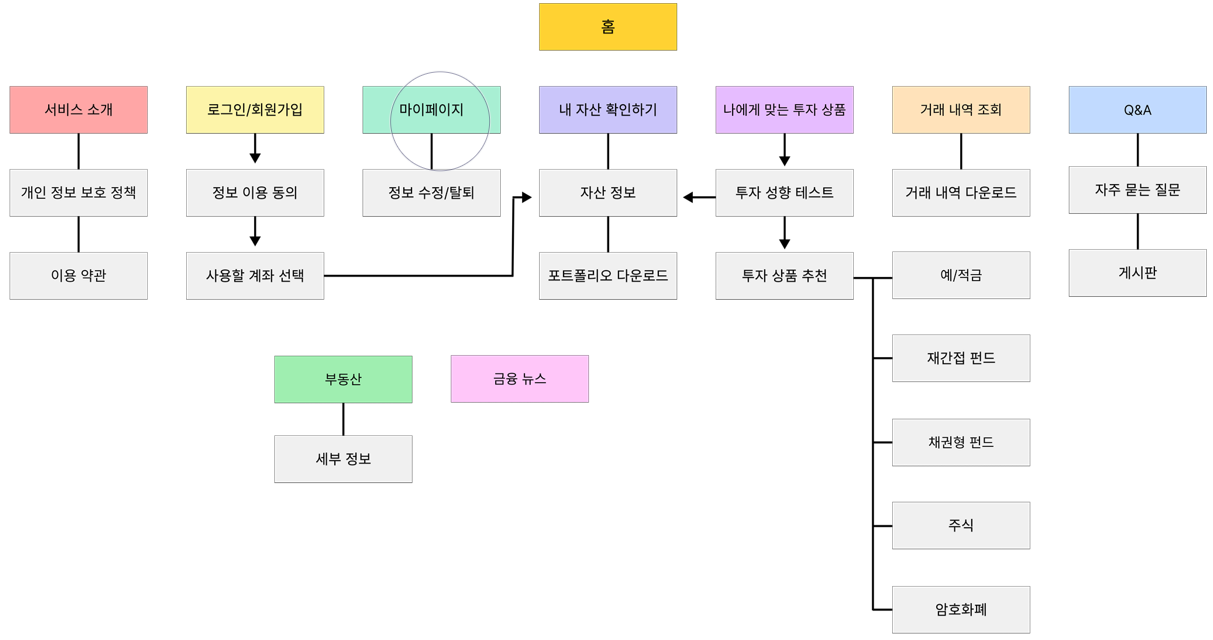 홈
서비스 소개
로그인/회원가입
마이페이지
내 자산 확인하기
나에게 맞는 투자 상품
거래 내역 조회
Q&A
개인 정보 보호 정책
정보 이용 동의
정보 수정/탈퇴
자산 정보
투자 성향 테스트
거래 내역 다운로드
자주 묻는 질문
이용 약관
사용할 계좌 선택
포트폴리오 다운로드
투자 상품 추천
예/적금
게시판
재간접 펀드
부동산
금융 뉴스
채권형 펀드
세부 정보
주식
암호화폐